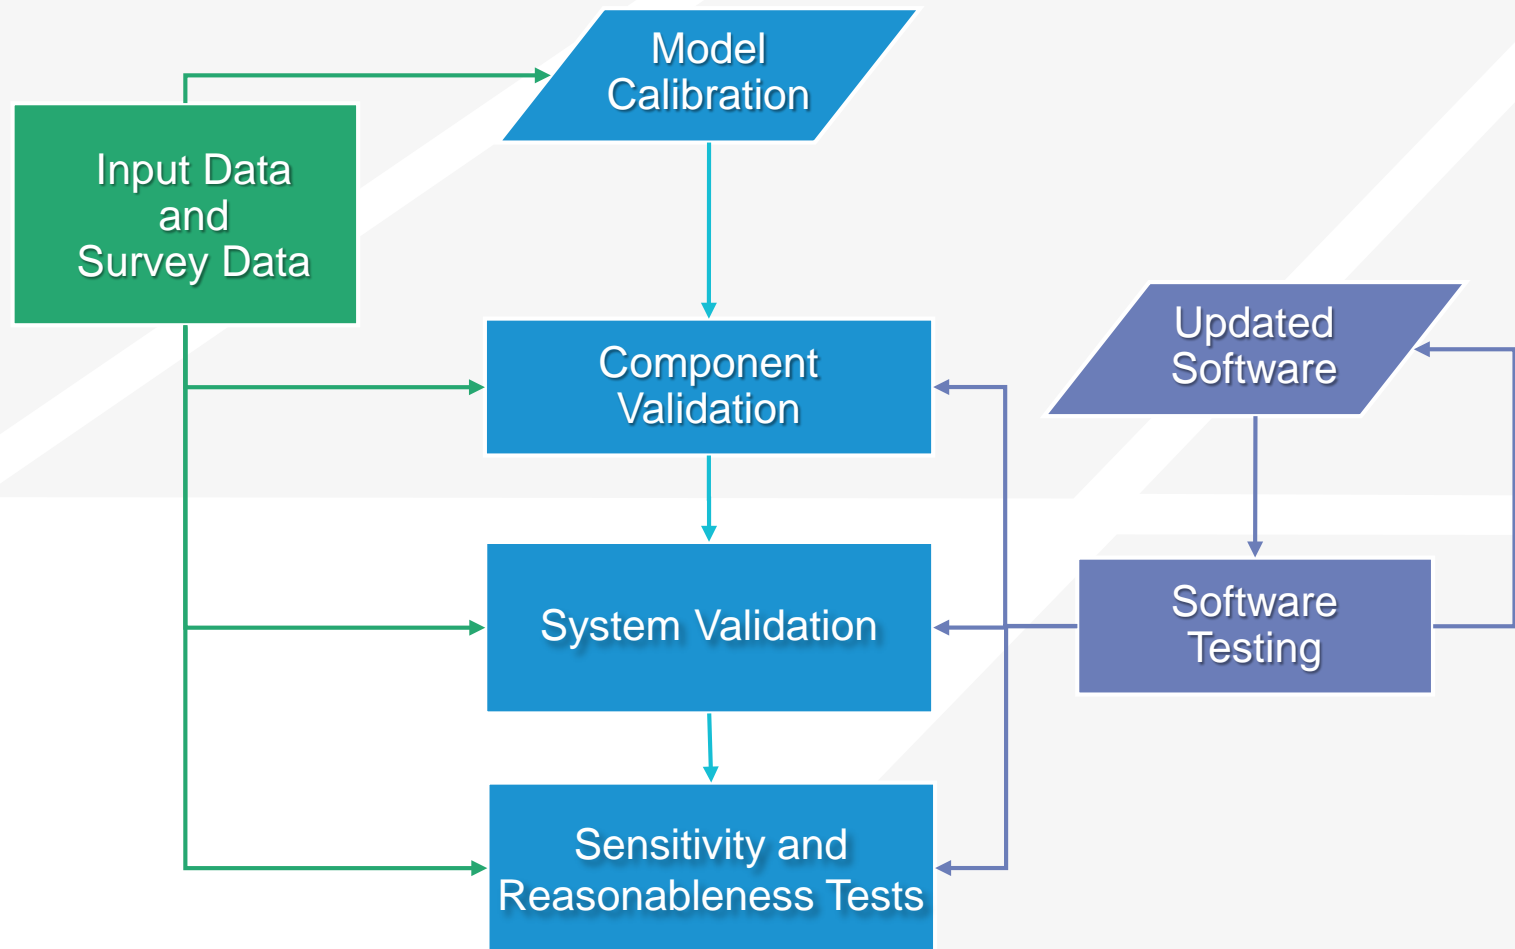 Model
Calibration
Input Data
and
Survey Data
Updated
Software
Component
Validation
System Validation
Software
Testing
Sensitivity and
Reasonableness Tests